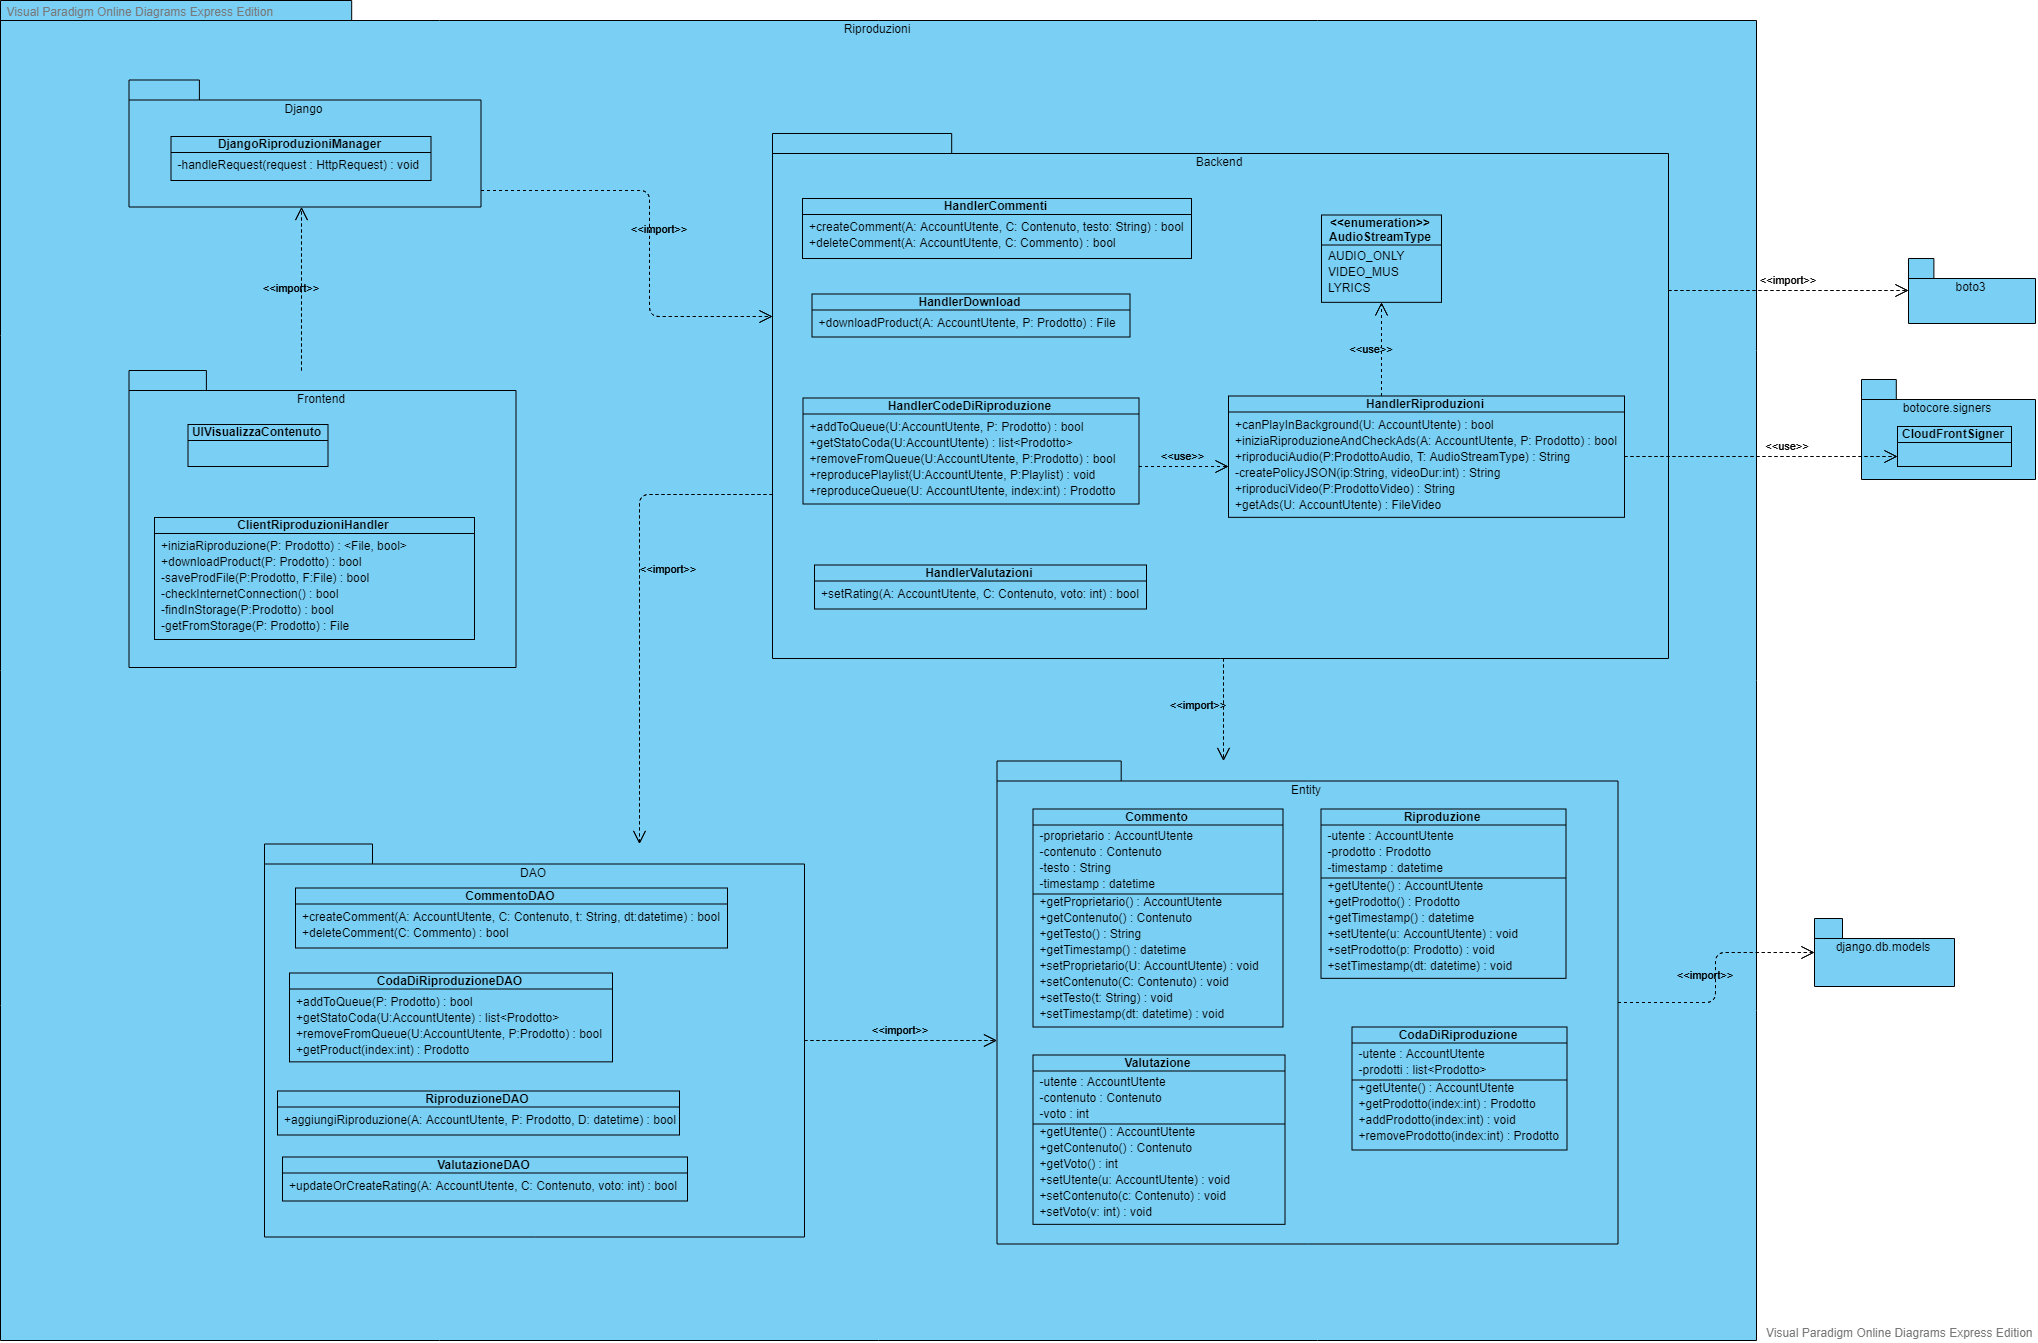 Visual Paradigm Online Diagrams Express Edition
Riproduzioni
Django
DjangoRiproduzioniManager
-handleRequest(request : HttpRequest) : void
<<import>>
<<import>>
Frontend
UIVisualizzaContenuto
ClientRiproduzioniHandler
+iniziaRiproduzione(P: Prodotto) : <File, bool>
+downloadProduct(P: Prodotto) : bool
-saveProdFile(P:Prodotto, F:File) : bool
-checkInternetConnection() : bool
-findInStorage(P:Prodotto) : bool
-getFromStorage(P: Prodotto) : File
Backend
HandlerCommenti
+createComment(A: AccountUtente, C: Contenuto, testo: String) : bool
+deleteComment(A: AccountUtente, C: Commento) : bool
HandlerDownload
+downloadProduct(A: AccountUtente, P: Prodotto) : File
<<enumeration>>
AudioStreamType
AUDIO_ONLY
VIDEO_MUS
LYRICS
<<use>>
HandlerCodeDiRiproduzione
+addToQueue(U:AccountUtente, P: Prodotto) : bool
+getStatoCoda(U:AccountUtente) : list<Prodotto>
+removeFromQueue(U:AccountUtente, P:Prodotto) : bool
+reproducePlaylist(U:AccountUtente, P:Playlist) : void
+reproduceQueue(U: AccountUtente, index:int) : Prodotto
<<use>>
HandlerRiproduzioni
+canPlayInBackground(U: AccountUtente) : bool
+iniziaRiproduzioneAndCheckAds(A: AccountUtente, P: Prodotto) : bool
+riproduciAudio(P:ProdottoAudio, T: AudioStreamType) : String
-createPolicyJSON(ip:String, videoDur:int) : String
+riproduciVideo(P:ProdottoVideo) : String
+getAds(U: AccountUtente) : FileVideo
HandlerValutazioni
+setRating(A: AccountUtente, C: Contenuto, voto: int) : bool
<<import>>
boto3
<<use>>
botocore.signers
CloudFrontSigner
<<import>>
<<import>>
DAO
CommentoDAO
+createComment(A: AccountUtente, C: Contenuto, t: String, dt:datetime) : bool
+deleteComment(C: Commento) : bool
CodaDiRiproduzioneDAO
+addToQueue(P: Prodotto) : bool
+getStatoCoda(U:AccountUtente) : list<Prodotto>
+removeFromQueue(U:AccountUtente, P:Prodotto) : bool
+getProduct(index:int) : Prodotto
RiproduzioneDAO
+aggiungiRiproduzione(A: AccountUtente, P: Prodotto, D: datetime) : bool
ValutazioneDAO
+updateOrCreateRating(A: AccountUtente, C: Contenuto, voto: int) : bool
<<import>>
Entity
Commento
-proprietario : AccountUtente
-contenuto : Contenuto
-testo : String
-timestamp : datetime
+getProprietario() : AccountUtente
+getContenuto() : Contenuto
+getTesto() : String
+getTimestamp() : datetime
+setProprietario(U: AccountUtente) : void
+setContenuto(C: Contenuto) : void
+setTesto(t: String) : void
+setTimestamp(dt: datetime) : void
Riproduzione
-utente : AccountUtente
-prodotto : Prodotto
-timestamp : datetime
+getUtente() : AccountUtente
+getProdotto() : Prodotto
+getTimestamp() : datetime
+setUtente(u: AccountUtente) : void
+setProdotto(p: Prodotto) : void
+setTimestamp(dt: datetime) : void
Valutazione
-utente : AccountUtente
-contenuto : Contenuto
-voto : int
+getUtente() : AccountUtente
+getContenuto() : Contenuto
+getVoto() : int
+setUtente(u: AccountUtente) : void
+setContenuto(c: Contenuto) : void
+setVoto(v: int) : void
CodaDiRiproduzione
-utente : AccountUtente
-prodotti : list<Prodotto>
+getUtente() : AccountUtente
+getProdotto(index:int) : Prodotto
+addProdotto(index:int) : void
+removeProdotto(index:int) : Prodotto
<<import>>
django.db.models
Visual Paradigm Online Diagrams Express Edition